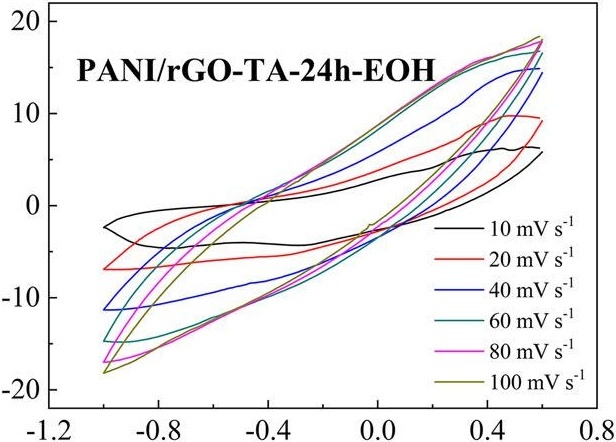 20
PANI/rGO-TA-24h-EOH
10
0
10 mV s⁻¹
20 mV s⁻¹
-10
40 mV s⁻¹
60 mV s⁻¹
80 mV s⁻¹
-20
100 mV s⁻¹
-1.2 -0.8 -0.4 0.0 0.4 0.8